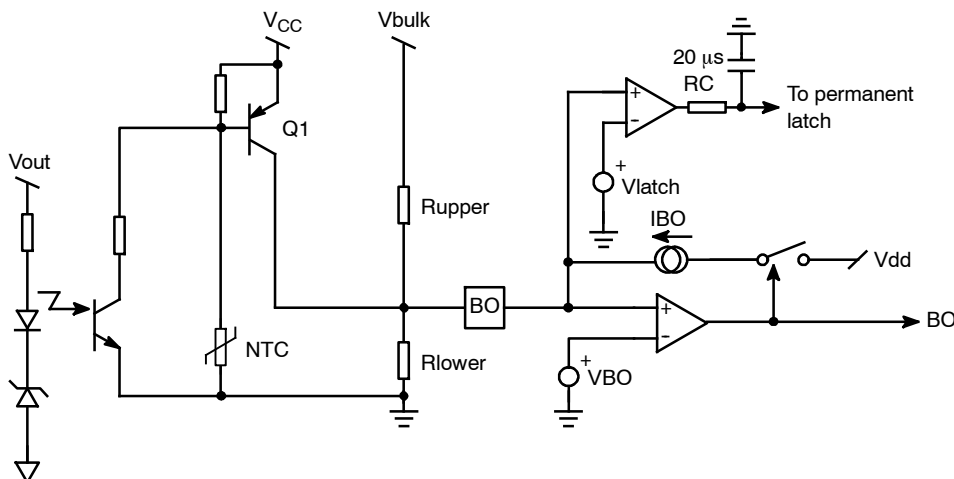 VCC
Vbulk
20 μs
RC
To permanent
latch
Q1
Vout
+
−
+
Vlatch
Rupper
IBO
Vdd
BO
+
−
BO
NTC
Rlower
+
VBO